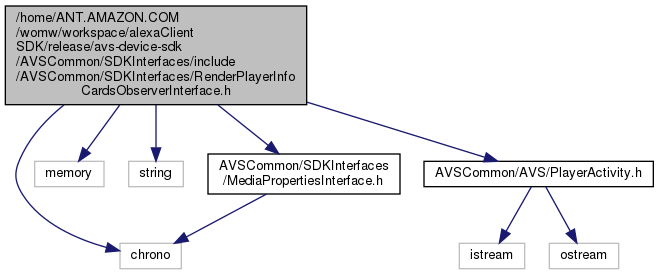 /home/ANT.AMAZON.COM
/womw/workspace/alexaClient
SDK/release/avs-device-sdk
/AVSCommon/SDKInterfaces/include
/AVSCommon/SDKInterfaces/RenderPlayerInfo
CardsObserverInterface.h
memory
string
AVSCommon/SDKInterfaces
/MediaPropertiesInterface.h
AVSCommon/AVS/PlayerActivity.h
chrono
istream
ostream